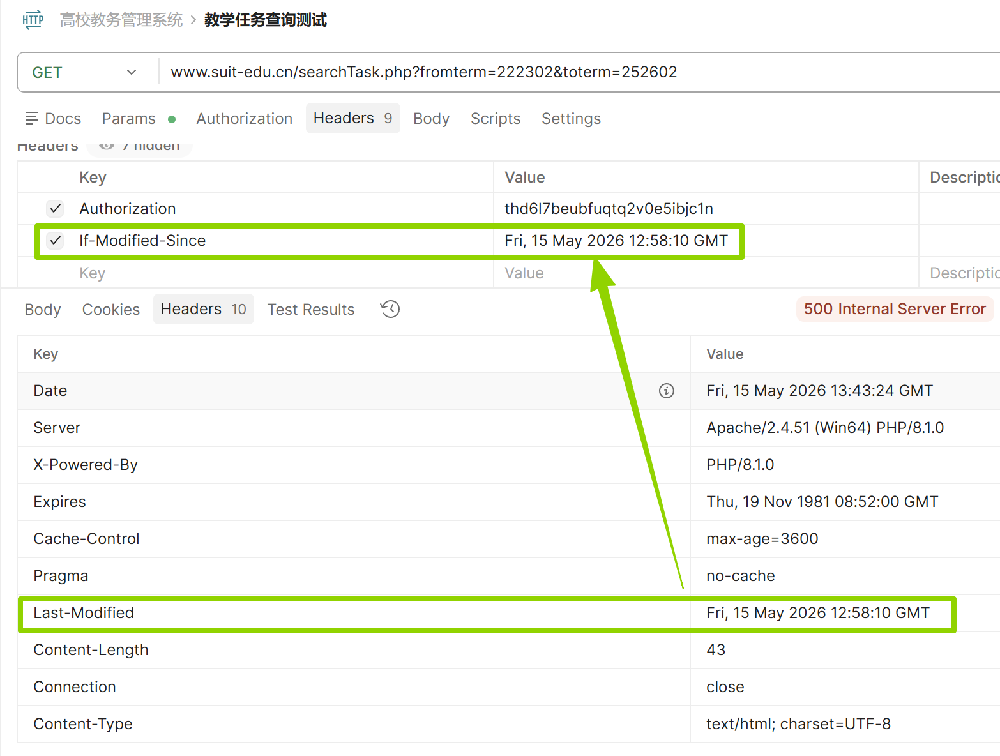 HTTP 高校教务管理系统 > 教学任务查询测试
GET www.suit-edu.cn/searchTask.php?fromterm=222302&toterm=252602
Docs Params Authorization Headers 9 Body Scripts Settings
Headers 7 hidden
Key Value Descriptio
Authorization thd6l7beubfuqtq2v0e5ibjc1n
If-Modified-Since Fri, 15 May 2026 12:58:10 GMT
Key Value Descriptio
Body Cookies Headers 10 Test Results 500 Internal Server Error
Key Value
Date Fri, 15 May 2026 13:43:24 GMT
Server Apache/2.4.51 (Win64) PHP/8.1.0
X-Powered-By PHP/8.1.0
Expires Thu, 19 Nov 1981 08:52:00 GMT
Cache-Control max-age=3600
Pragma no-cache
Last-Modified Fri, 15 May 2026 12:58:10 GMT
Content-Length 43
Connection close
Content-Type text/html; charset=UTF-8